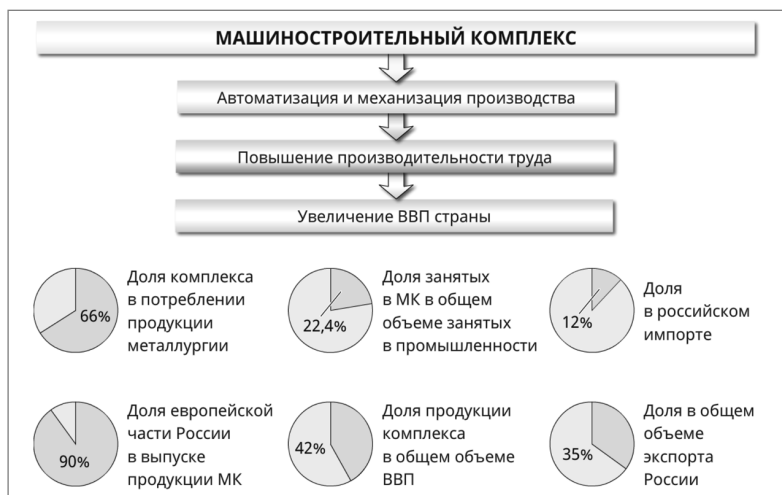 МАШИНОСТРОИТЕЛЬНЫЙ КОМПЛЕКС
Автоматизация и механизация производства
Повышение производительности труда
Увеличение ВВП страны
66%
Доля комплекса
в потреблении
продукции
металлургии
22,4%
Доля занятых
в МК в общем
объеме занятых
в промышленности
12%
Доля
в российском
импорте
90%
Доля европейской
части России
в выпуске
продукции МК
42%
Доля продукции
комплекса
в общем объеме
ВВП
35%
Доля в общем
объеме
экспорта
России